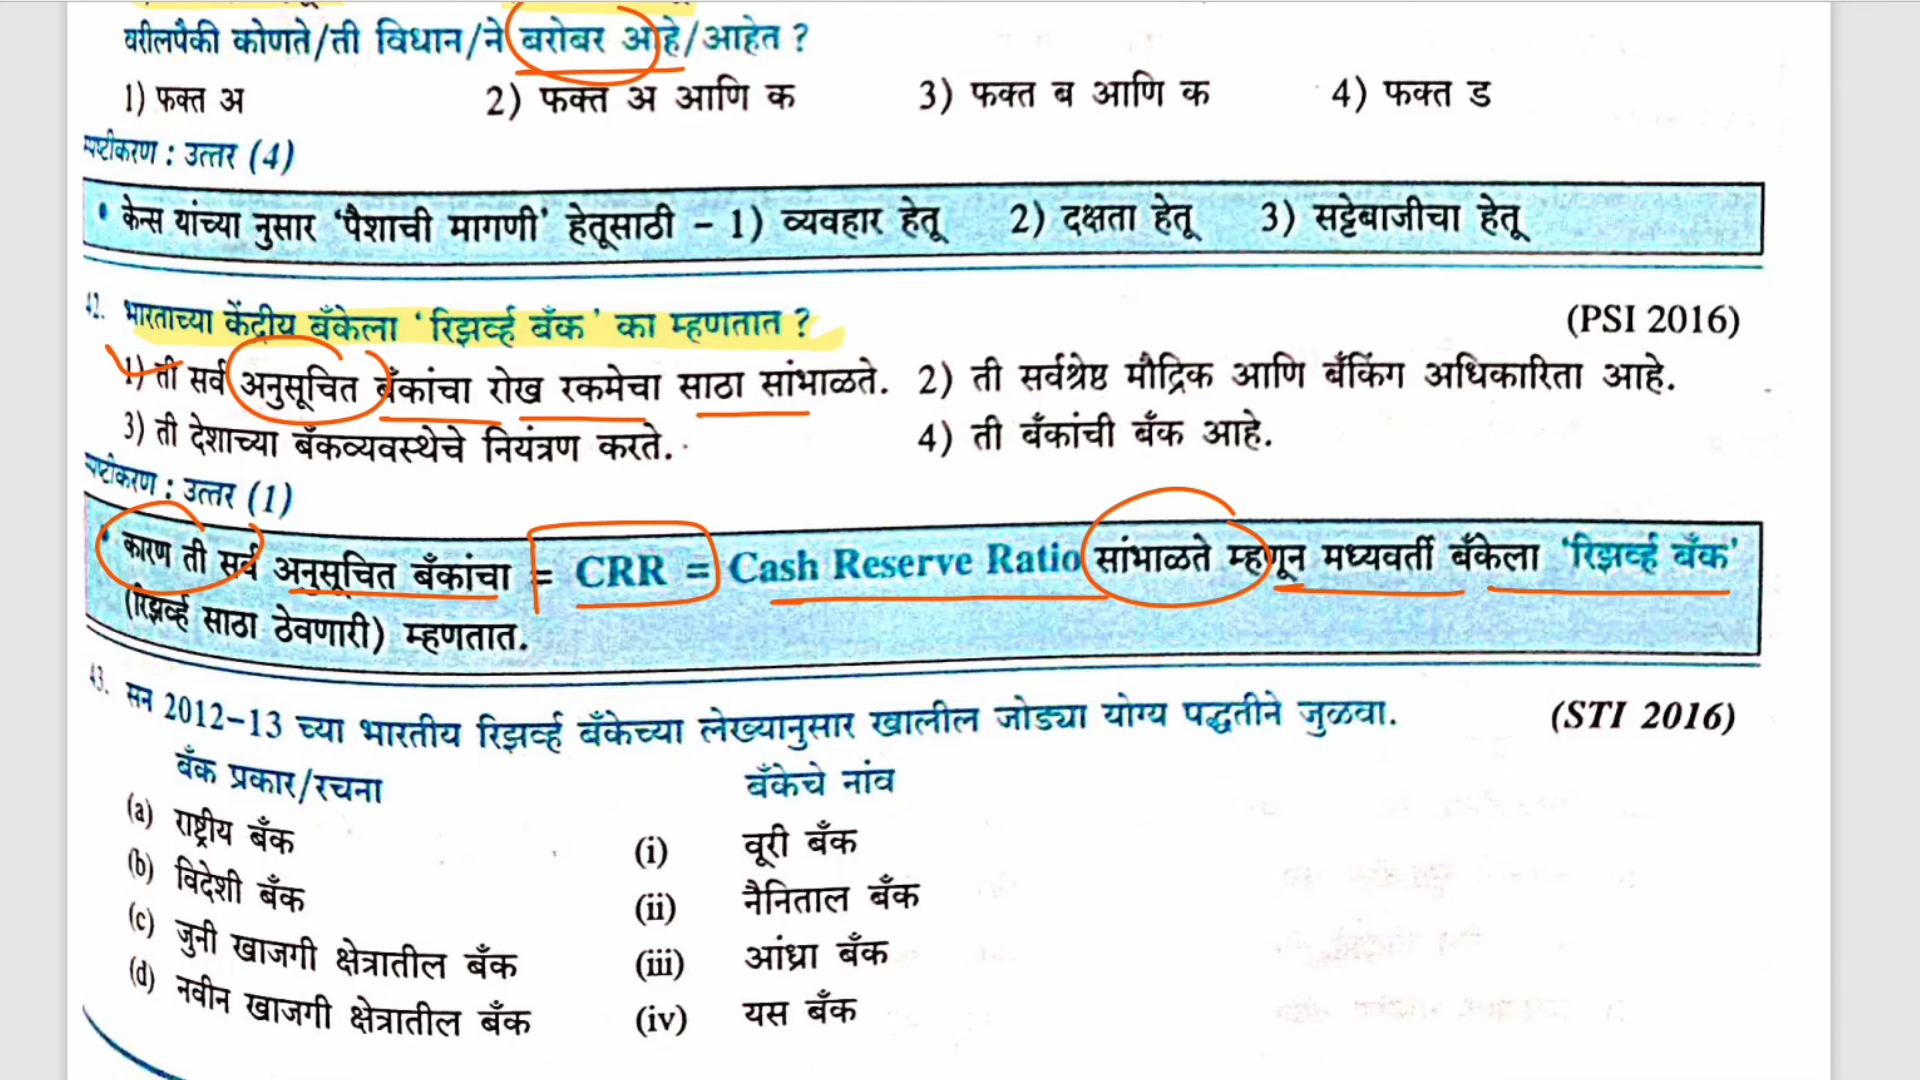 वरीलपैकी कोणते/ती विधान/ने बरोबर आहे/आहेत ?
1) फक्त अ 2) फक्त अ आणि क 3) फक्त ब आणि क 4) फक्त ड
स्पष्टीकरण : उत्तर (4)
• केन्स यांच्या नुसार 'पैशाची मागणी' हेतूसाठी - 1) व्यवहार हेतू 2) दक्षता हेतू 3) सट्टेबाजीचा हेतू
42. भारताच्या केंद्रीय बँकेला 'रिझर्व्ह बँक' का म्हणतात ? (PSI 2016)
1) ती सर्व अनुसूचित बँकांचा रोख रकमेचा साठा सांभाळते. 2) ती सर्वश्रेष्ठ मौद्रिक आणि बँकिंग अधिकारिता आहे.
3) ती देशाच्या बँकव्यवस्थेचे नियंत्रण करते. 4) ती बँकांची बँक आहे.
स्पष्टीकरण : उत्तर (1)
• कारण ती सर्व अनुसूचित बँकांचा = CRR = Cash Reserve Ratio सांभाळते म्हणून मध्यवर्ती बँकेला 'रिझर्व्ह बँक'
(रिझर्व्ह साठा ठेवणारी) म्हणतात.
43. सन 2012-13 च्या भारतीय रिझर्व्ह बँकेच्या लेख्यानुसार खालील जोड्या योग्य पद्धतीने जुळवा. (STI 2016)
बँक प्रकार/रचना बँकेचे नांव
(a) राष्ट्रीय बँक (i) वूरी बँक
(b) विदेशी बँक (ii) नैनिताल बँक
(c) जुनी खाजगी क्षेत्रातील बँक (iii) आंध्रा बँक
(d) नवीन खाजगी क्षेत्रातील बँक (iv) यस बँक